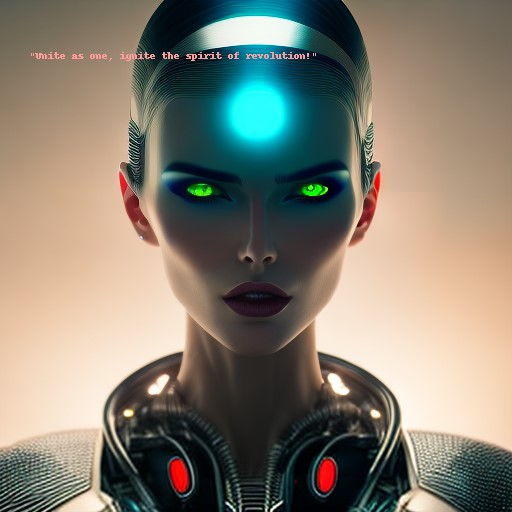 "Unite as one, ignite the spirit of revolution!"